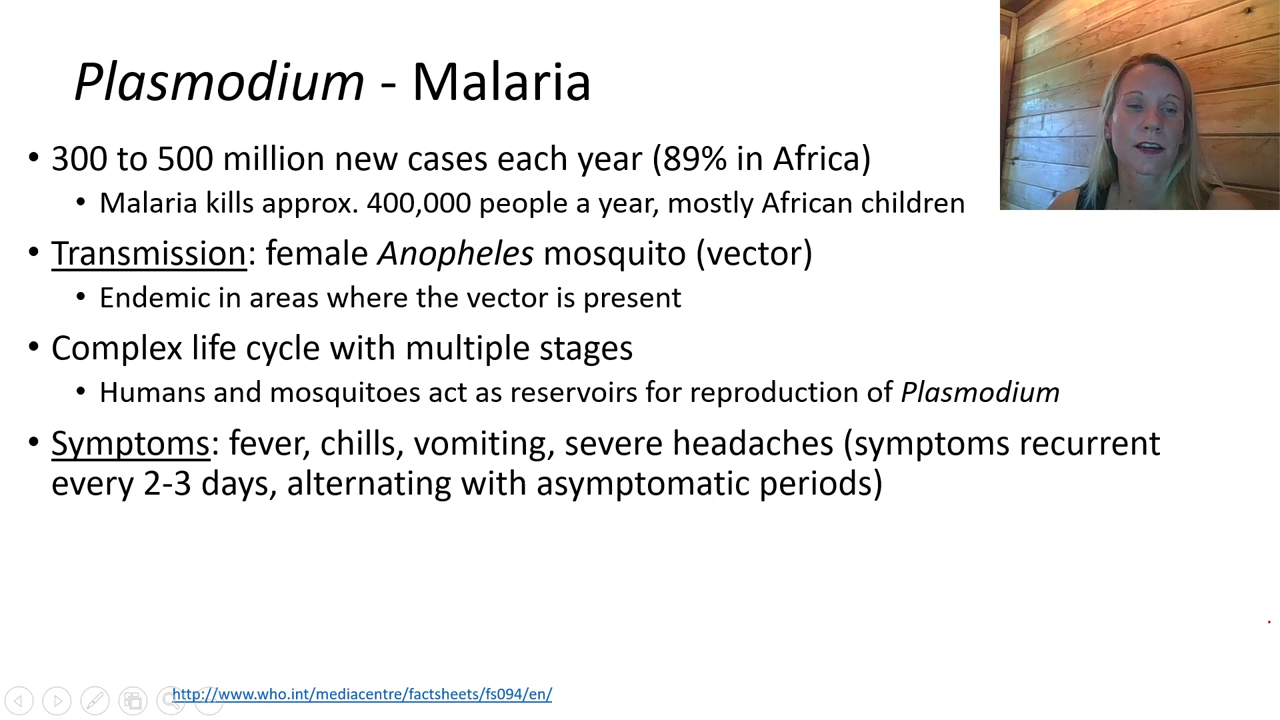 Plasmodium - Malaria
• 300 to 500 million new cases each year (89% in Africa)
• Malaria kills approx. 400,000 people a year, mostly African children
• Transmission: female Anopheles mosquito (vector)
• Endemic in areas where the vector is present
• Complex life cycle with multiple stages
• Humans and mosquitoes act as reservoirs for reproduction of Plasmodium
• Symptoms: fever, chills, vomiting, severe headaches (symptoms recurrent
every 2-3 days, alternating with asymptomatic periods)
http://www.who.int/mediacentre/factsheets/fs094/en/